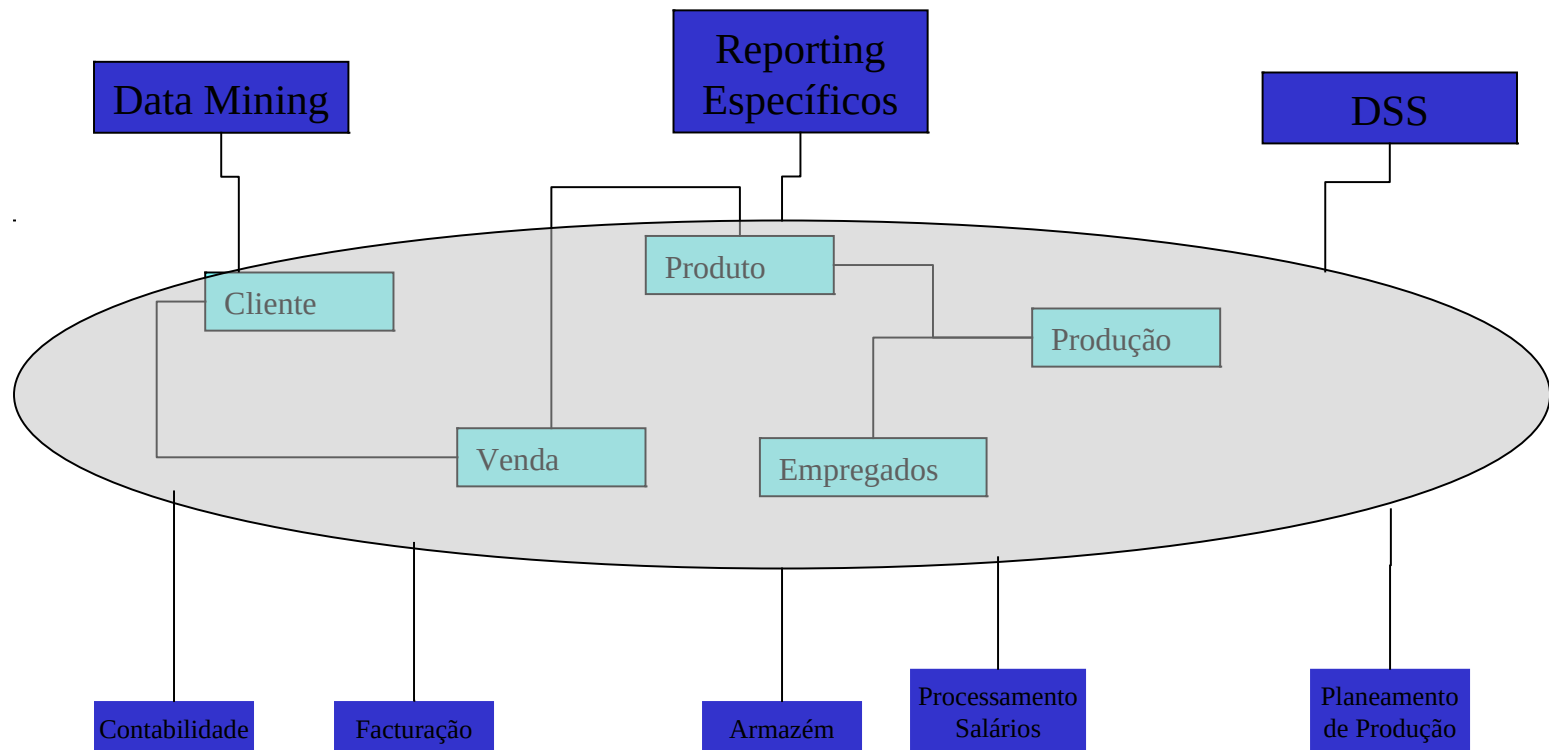 Reporting
Específicos
Data Mining
DSS
Produto
Cliente
Produção
Venda
Empregados
Contabilidade
Facturação
Armazém
Processamento
Salários
Planeamento
de Produção